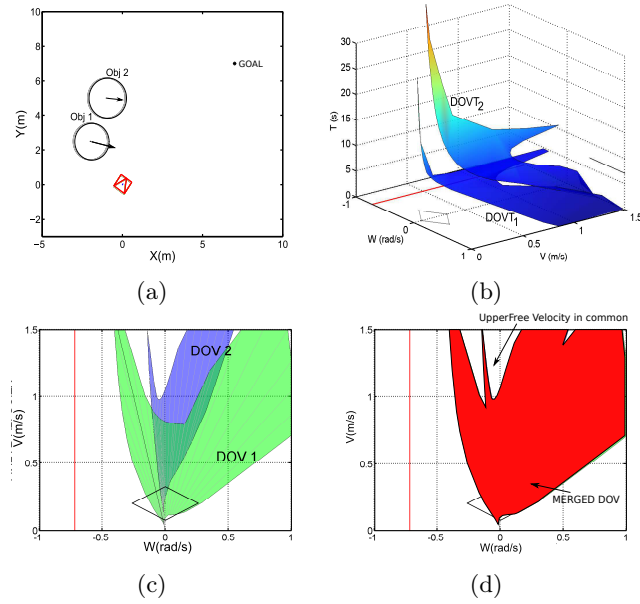 10
8
6
4
2
0
-2
-5
0
5
10
Y(m)
X(m)
Obj 2
Obj 1
GOAL
(a)
30
25
20
15
10
5
0
T (s)
-1
0
1
W (rad/s)
0
0.5
1
1.5
V (m/s)
DOVT2
DOVT1
(b)
1.5
1
0.5
0
V(m/s)
-1
-0.5
0
0.5
1
W(rad/s)
DOV 2
DOV 1
(c)
UpperFree Velocity in common
1.5
1
0.5
0
V(m/s)
-1
-0.5
0
0.5
1
W(rad/s)
MERGED DOV
(d)